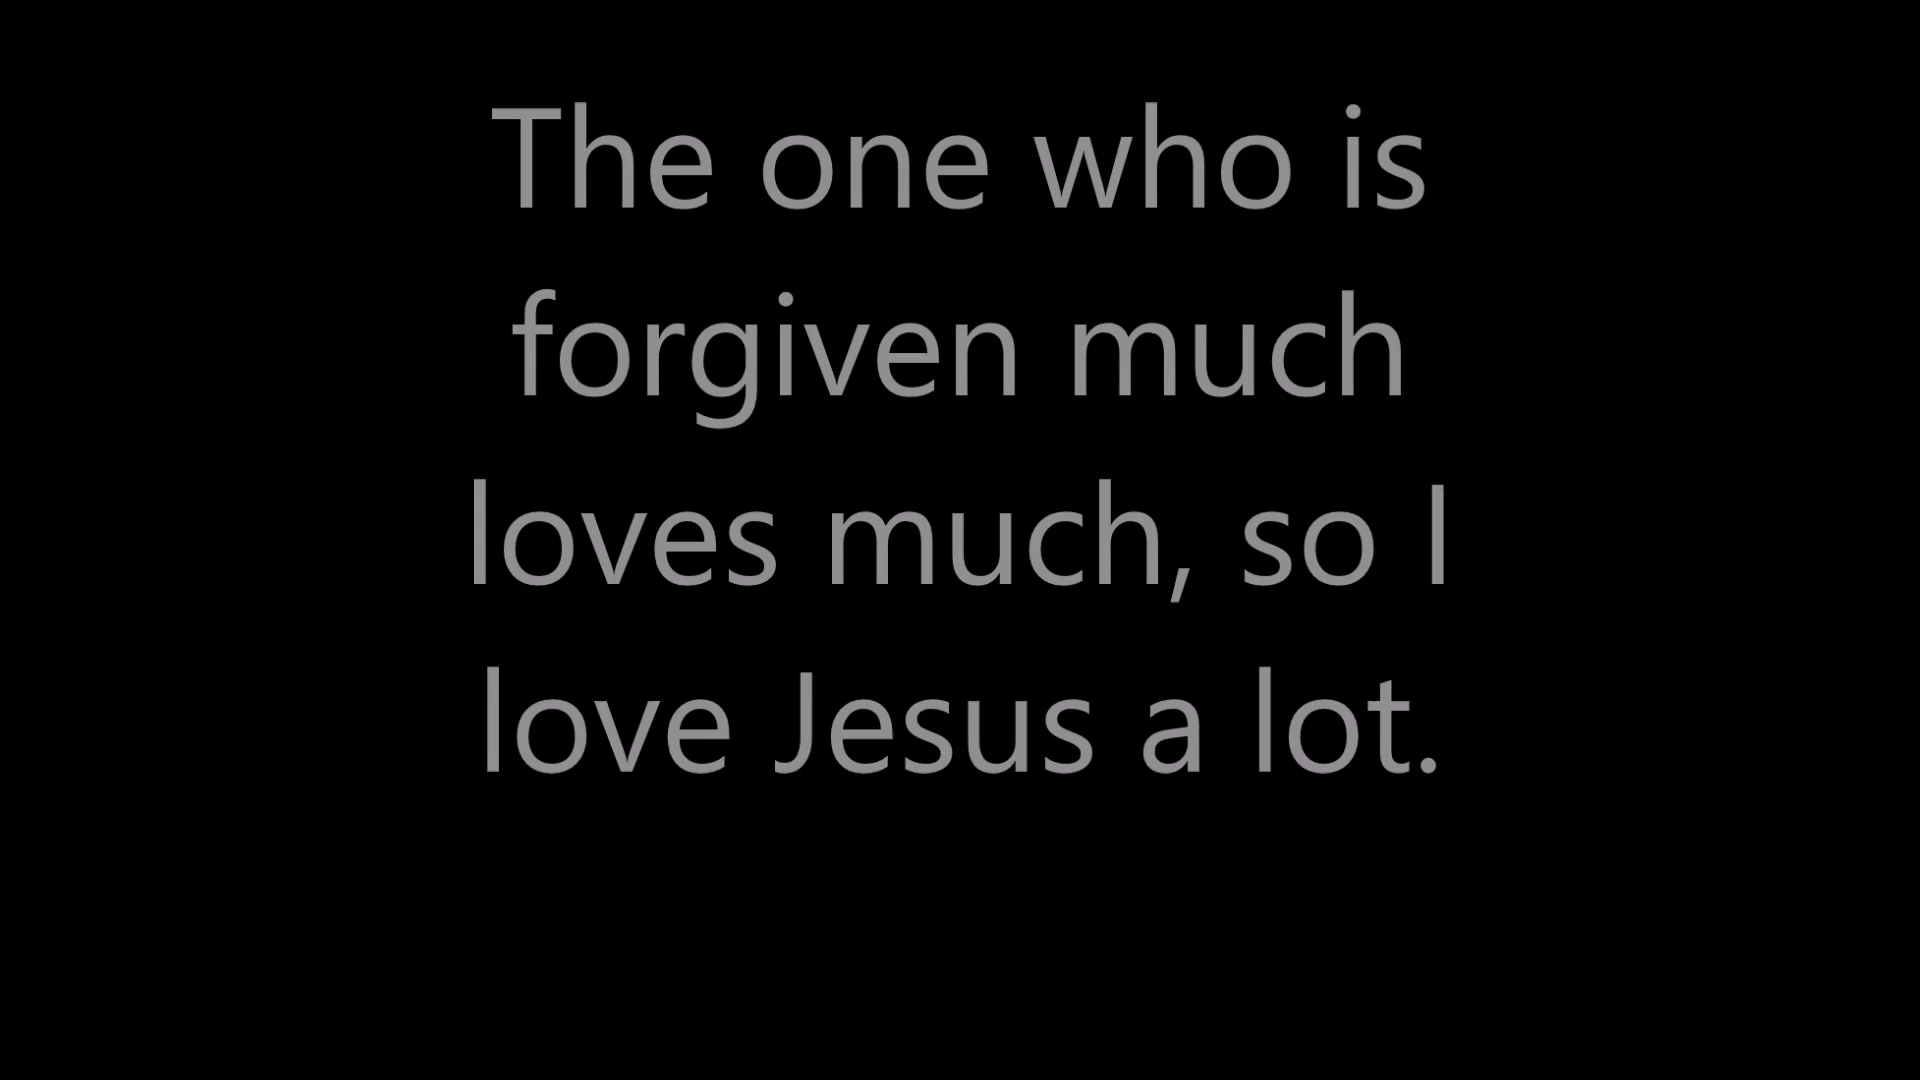 The one who is
forgiven much
loves much, so I
love Jesus a lot.